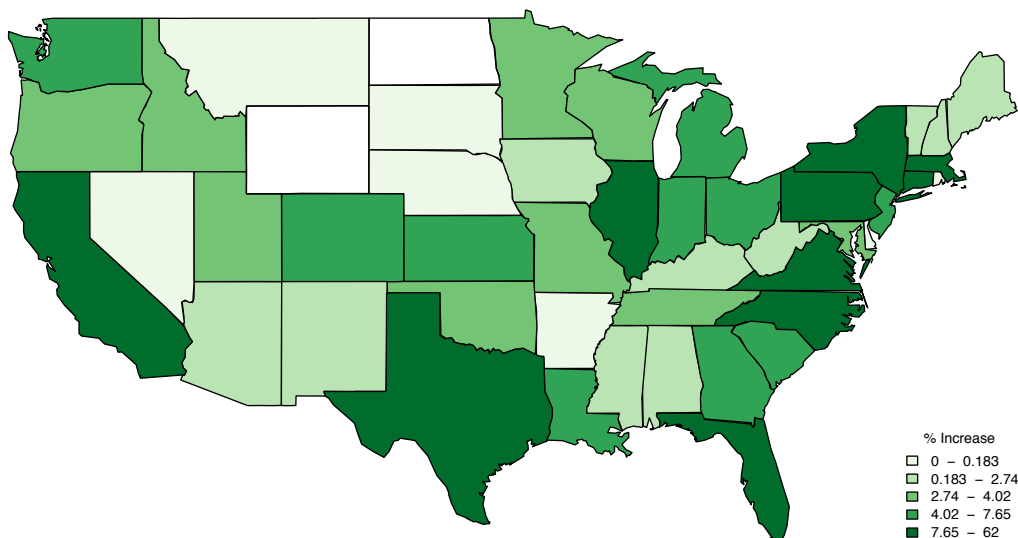 % Increase
0 − 0.183
0.183 − 2.74
2.74 − 4.02
4.02 − 7.65
7.65 − 62